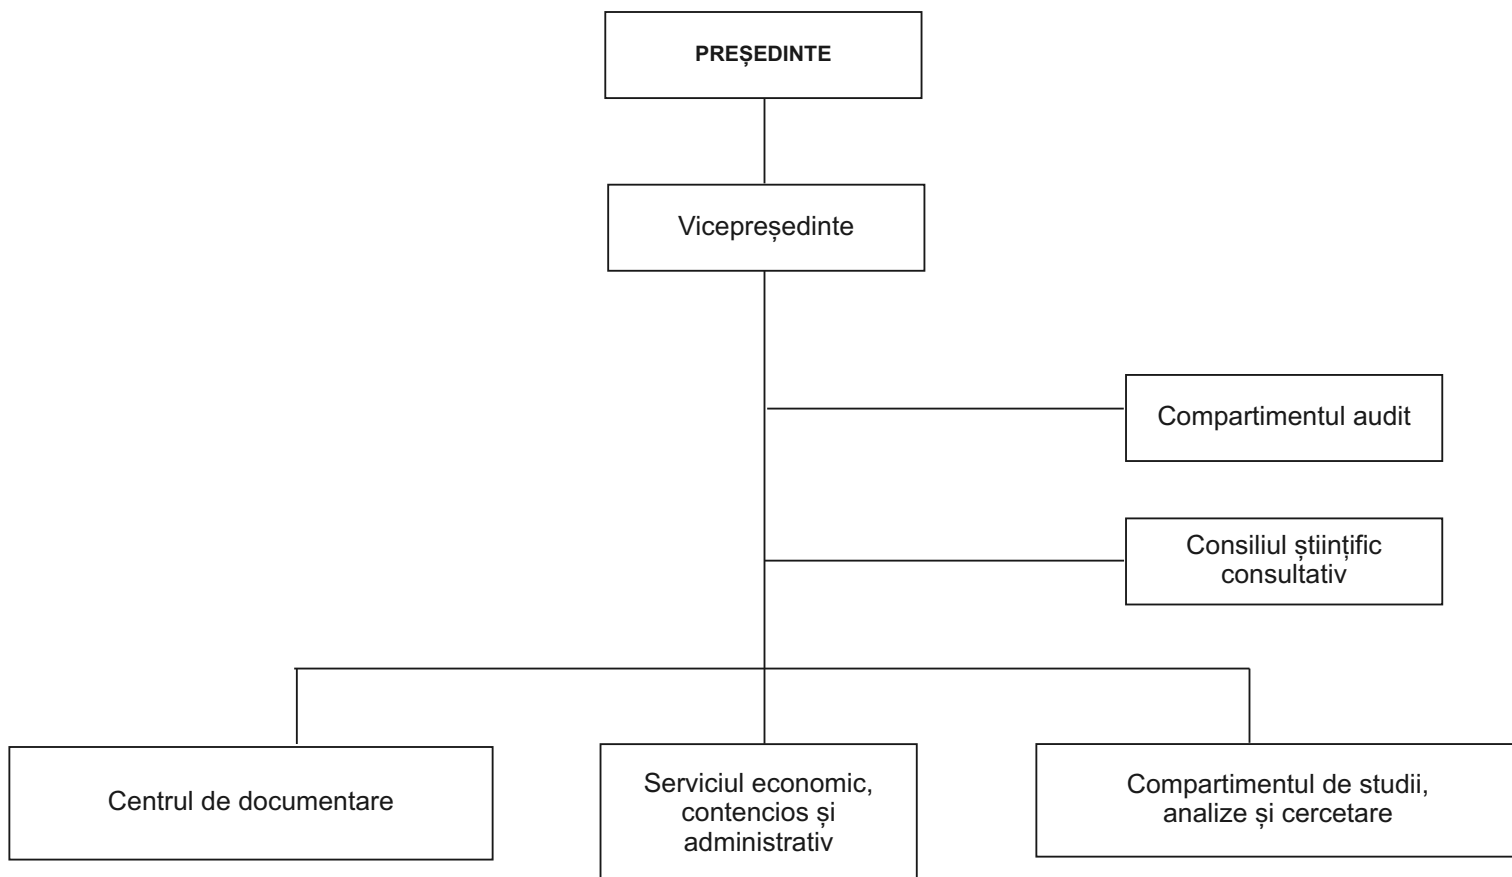 PREȘEDINTE
Vicepreședinte
Compartimentul audit
Consiliul științific
consultativ
Centrul de documentare
Serviciul economic,
contencios și
administrativ
Compartimentul de studii,
analize și cercetare